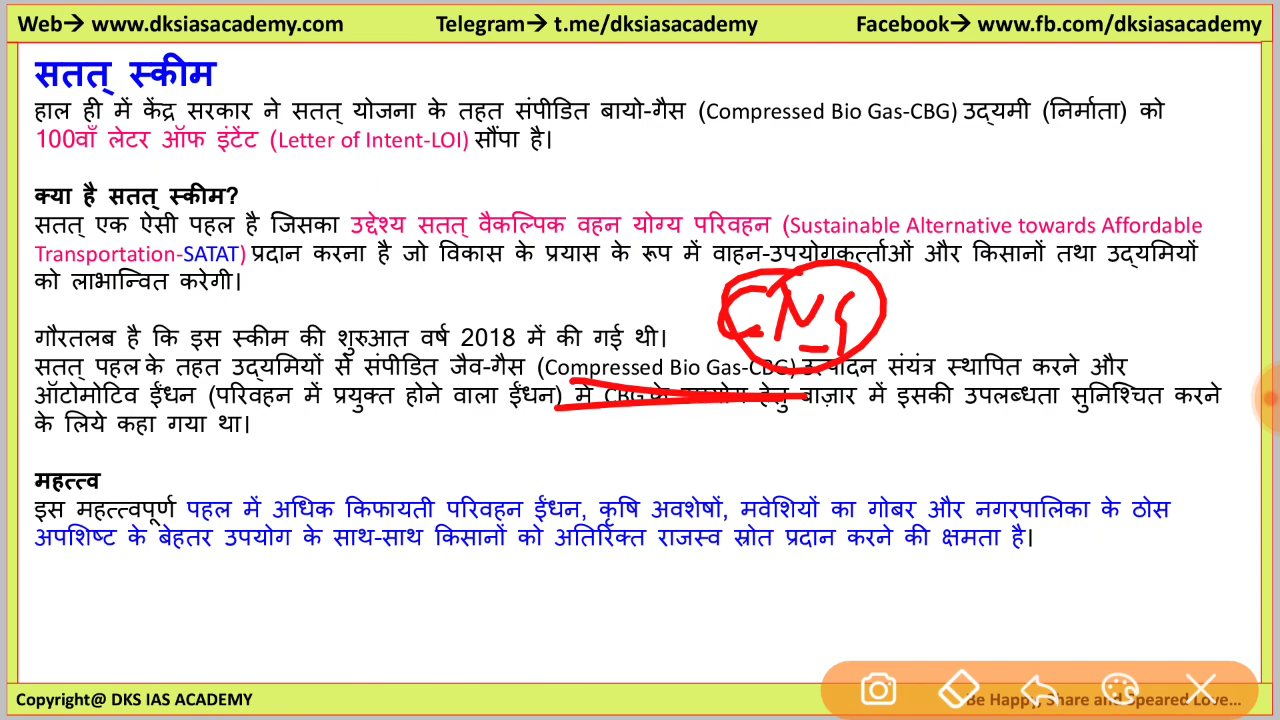 Web→ www.dksiasacademy.com Telegram→ t.me/dksiasacademy Facebook→ www.fb.com/dksiasacademy
सतत् स्कीम
हाल ही में केंद्र सरकार ने सतत् योजना के तहत संपीडित बायो-गैस (Compressed Bio Gas-CBG) उद्यमी (निर्माता) को
100वाँ लेटर ऑफ इंटेंट (Letter of Intent-LOI) सौंपा है।
क्या है सतत् स्कीम?
सतत् एक ऐसी पहल है जिसका उद्देश्य सतत् वैकल्पिक वहन योग्य परिवहन (Sustainable Alternative towards Affordable
Transportation-SATAT) प्रदान करना है जो विकास के प्रयास के रूप में वाहन-उपयोगकर्त्ताओं और किसानों तथा उद्यमियों
को लाभान्वित करेगी।
CNG
गौरतलब है कि इस स्कीम की शुरुआत वर्ष 2018 में की गई थी।
सतत् पहल के तहत उद्यमियों से संपीडित जैव-गैस (Compressed Bio Gas-CBG) उत्पादन संयंत्र स्थापित करने और
ऑटोमोटिव ईंधन (परिवहन में प्रयुक्त होने वाला ईंधन) में CBG के उपयोग हेतु बाज़ार में इसकी उपलब्धता सुनिश्चित करने
के लिये कहा गया था।
महत्त्व
इस महत्त्वपूर्ण पहल में अधिक किफायती परिवहन ईंधन, कृषि अवशेषों, मवेशियों का गोबर और नगरपालिका के ठोस
अपशिष्ट के बेहतर उपयोग के साथ-साथ किसानों को अतिरिक्त राजस्व स्रोत प्रदान करने की क्षमता है।
Copyright@ DKS IAS ACADEMY Be Happy, Share and Speared Love...